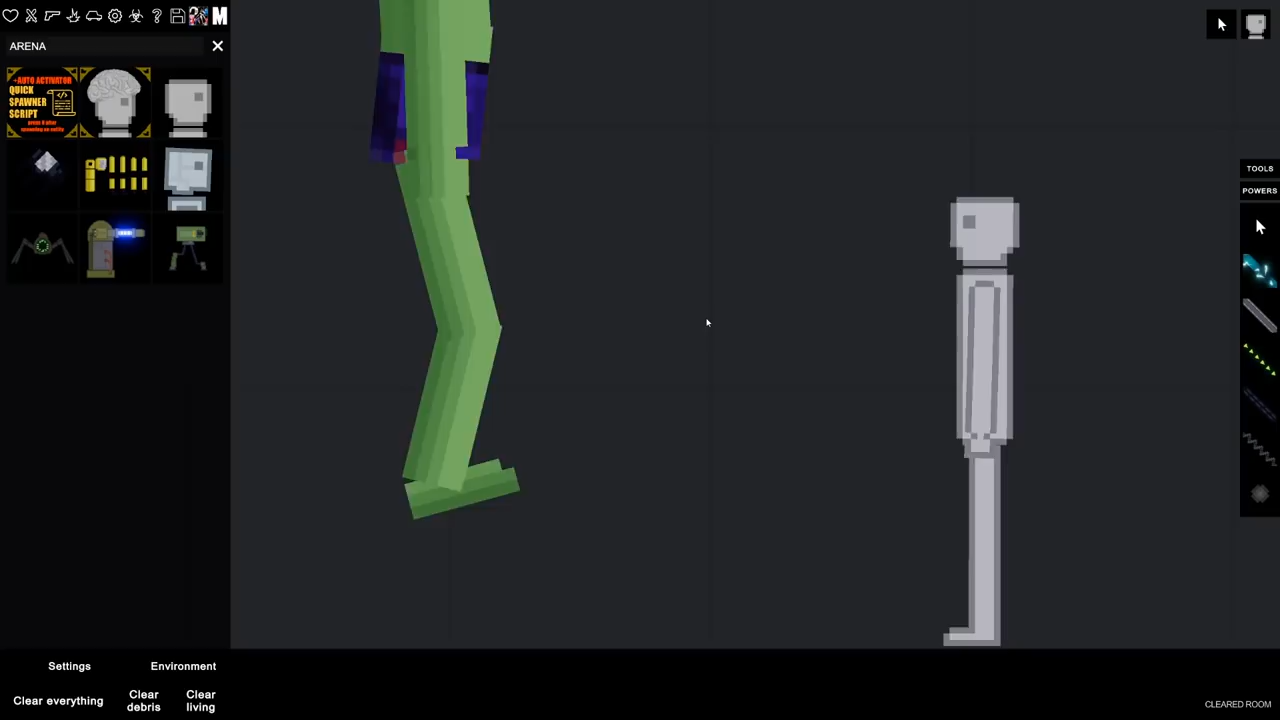 M
ARENA
+AUTO ACTIVATOR
QUICK
SPAWNER
SCRIPT
TOOLS
POWERS
Settings
Environment
Clear everything
Clear
debris
Clear
living
CLEARED ROOM